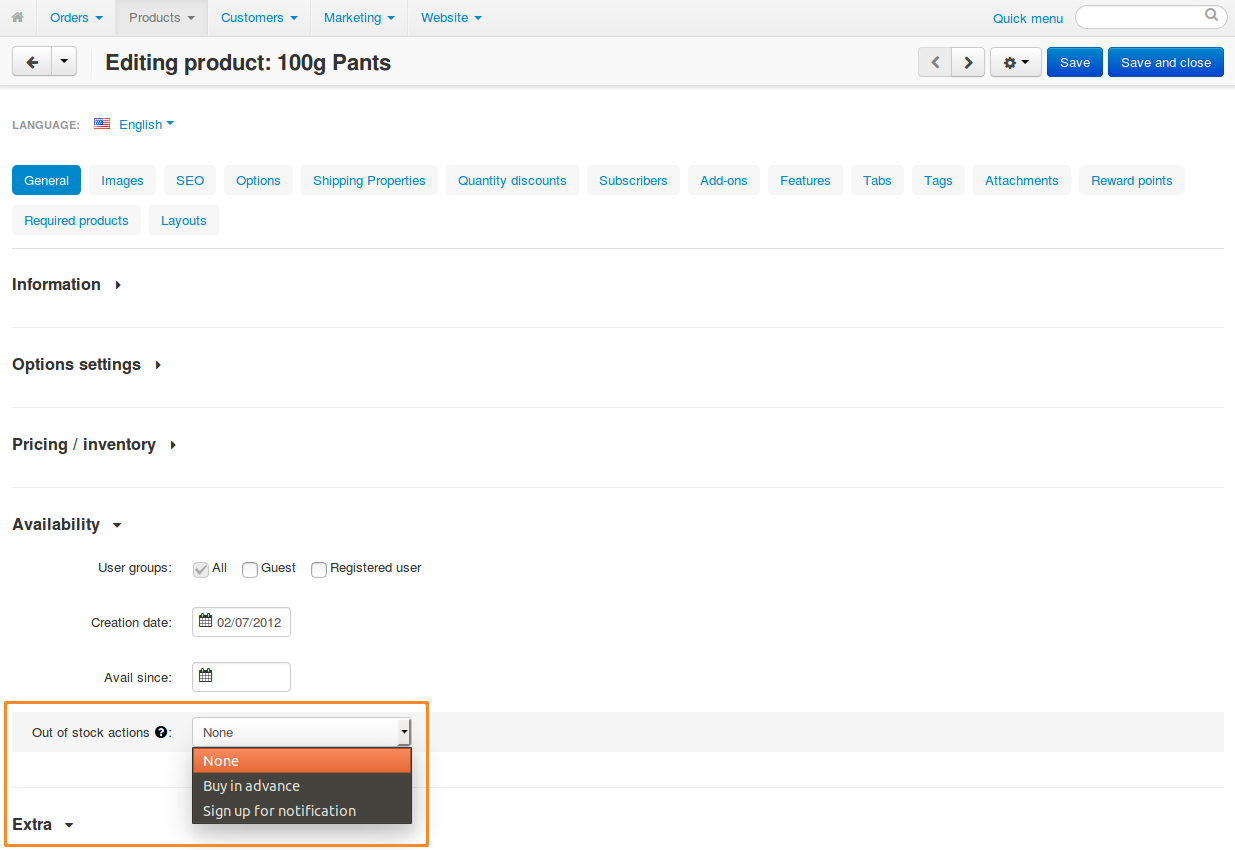 Orders Products Customers Marketing Website Quick menu
Editing product: 100g Pants Save Save and close
LANGUAGE: English
General Images SEO Options Shipping Properties Quantity discounts Subscribers Add-ons Features Tabs Tags Attachments Reward points
Required products Layouts
Information
Options settings
Pricing / inventory
Availability
User groups: All Guest Registered user
Creation date: 02/07/2012
Avail since:
Out of stock actions ?: None
None
Buy in advance
Sign up for notification
Extra